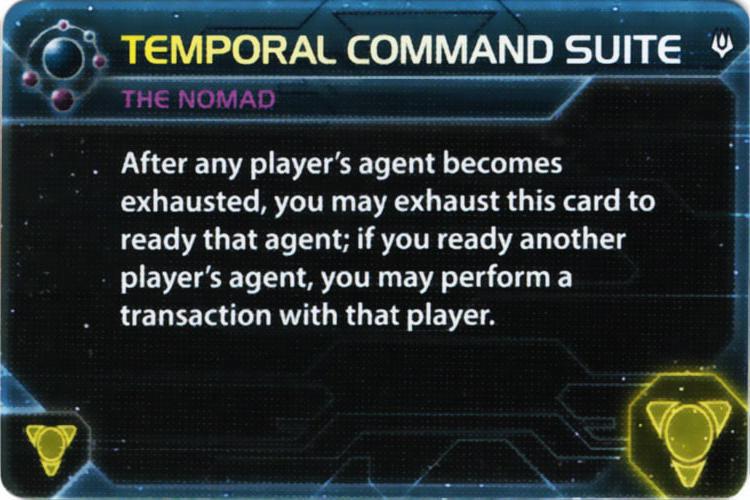 TEMPORAL COMMAND SUITE
THE NOMAD
After any player's agent becomes
exhausted, you may exhaust this card to
ready that agent; if you ready another
player's agent, you may perform a
transaction with that player.